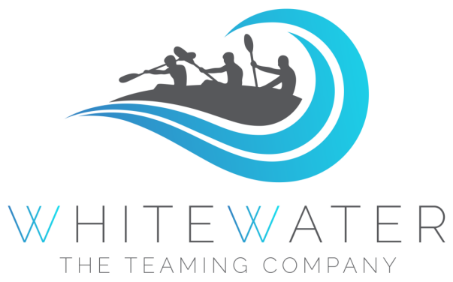 WHITEWATER
THE TEAMING COMPANY